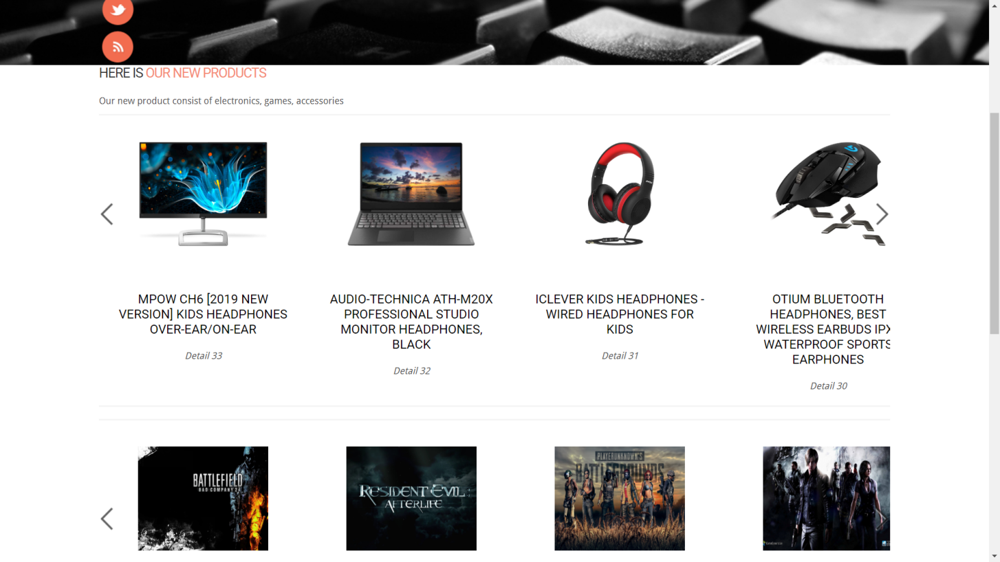 HERE IS OUR NEW PRODUCTS
Our new product consist of electronics, games, accessories
MPOW CH6 [2019 NEW
VERSION] KIDS HEADPHONES
OVER-EAR/ON-EAR
Detail 33
AUDIO-TECHNICA ATH-M20X
PROFESSIONAL STUDIO
MONITOR HEADPHONES,
BLACK
Detail 32
ICLEVER KIDS HEADPHONES -
WIRED HEADPHONES FOR
KIDS
Detail 31
OTIUM BLUETOOTH
HEADPHONES, BEST
WIRELESS EARBUDS IPX
WATERPROOF SPORTS
EARPHONES
Detail 30
BATTLEFIELD
BAD COMPANY 2
RESIDENT EVIL:
AFTERLIFE
PLAYERUNKNOWN'S
BATTLEGROUNDS